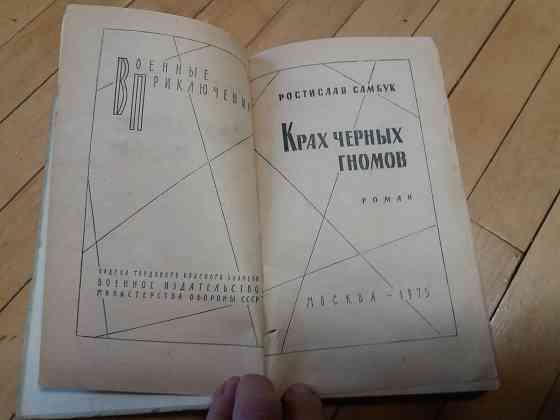 ВОЕННЫЕ
ПРИКЛЮЧЕНИЯ
ОРДЕНА ТРУДОВОГО КРАСНОГО ЗНАМЕНИ
ВОЕННОЕ ИЗДАТЕЛЬСТВО
МИНИСТЕРСТВА ОБОРОНЫ СССР
РОСТИСЛАВ САМБУК
КРАХ ЧЕРНЫХ
ГНОМОВ
РОМАН
МОСКВА — 1975